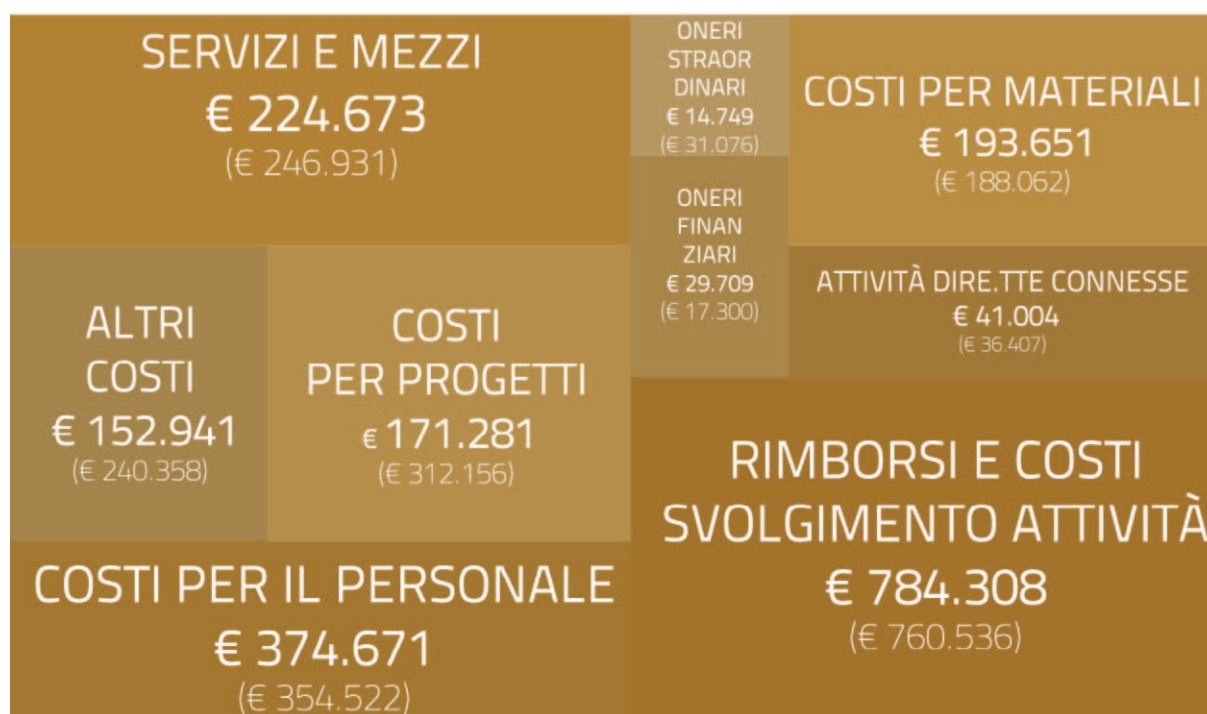 SERVIZI E MEZZI
€ 224.673
(€ 246.931)
ONERI
STRAOR
DINARI
€ 14.749
(€ 31.076)
COSTI PER MATERIALI
€ 193.651
(€ 188.062)
ONERI
FINAN
ZIARI
€ 29.709
(€ 17.300)
ATTIVITÀ DIRE.TTE CONNESSE
€ 41.004
(€ 36.407)
ALTRI
COSTI
€ 152.941
(€ 240.358)
COSTI
PER PROGETTI
€ 171.281
(€ 312.156)
RIMBORSI E COSTI
SVOLGIMENTO ATTIVITÀ
€ 784.308
(€ 760.536)
COSTI PER IL PERSONALE
€ 374.671
(€ 354.522)